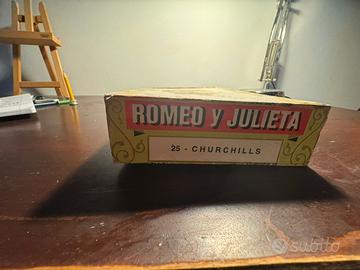 ROMEO Y JULIETA
25 - CHURCHILLS
subito